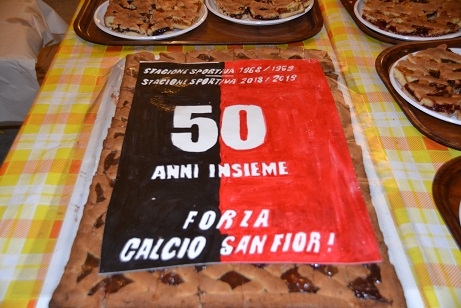 STAGIONE SPORTIVA 1968/1969
STAGIONE SPORTIVA 2018/2019
50
ANNI INSIEME
FORZA
CALCIO SAN FIOR!